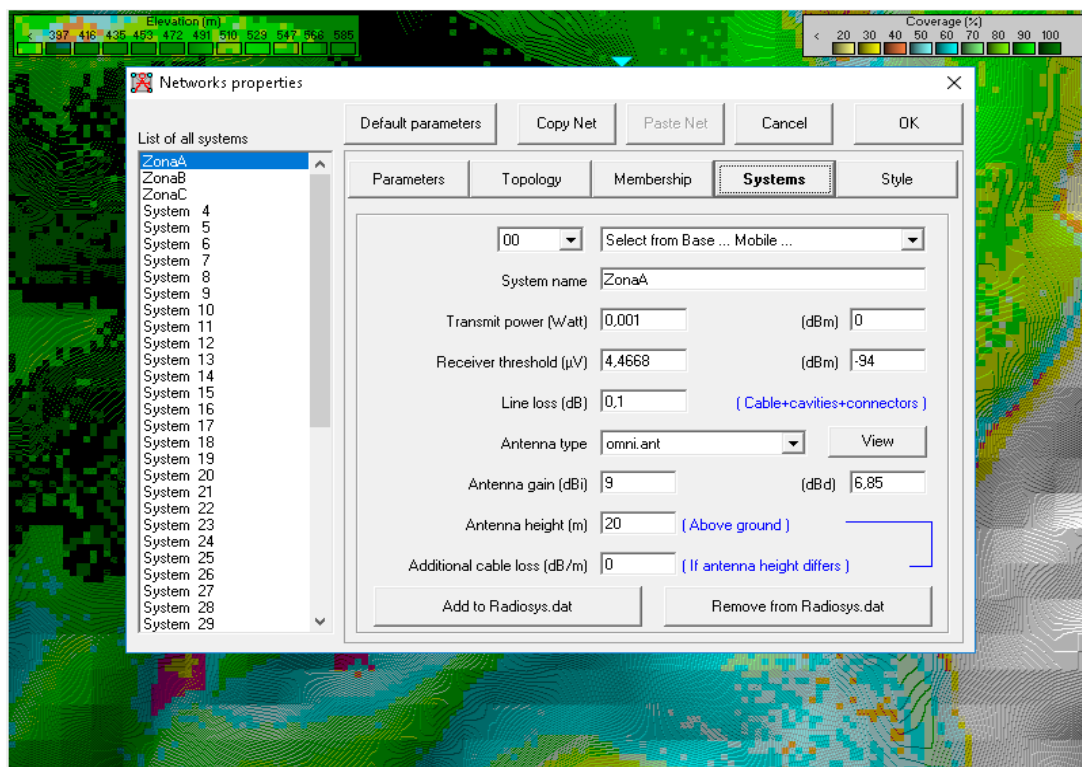 Elevation (m)
< 397 416 435 453 472 491 510 529 547 566 585
Coverage (%)
< 20 30 40 50 60 70 80 90 100
Networks properties
List of all systems
ZonaA
ZonaB
ZonaC
System 4
System 5
System 6
System 7
System 8
System 9
System 10
System 11
System 12
System 13
System 14
System 15
System 16
System 17
System 18
System 19
System 20
System 21
System 22
System 23
System 24
System 25
System 26
System 27
System 28
System 29
Default parameters Copy Net Paste Net Cancel OK
Parameters Topology Membership Systems Style
00 Select from Base ... Mobile ...
System name ZonaA
Transmit power (Watt) 0,001 (dBm) 0
Receiver threshold (µV) 4,4668 (dBm) -94
Line loss (dB) 0,1 ( Cable+cavities+connectors )
Antenna type omni.ant View
Antenna gain (dBi) 9 (dBd) 6,85
Antenna height (m) 20 ( Above ground )
Additional cable loss (dB/m) 0 ( If antenna height differs )
Add to Radiosys.dat Remove from Radiosys.dat